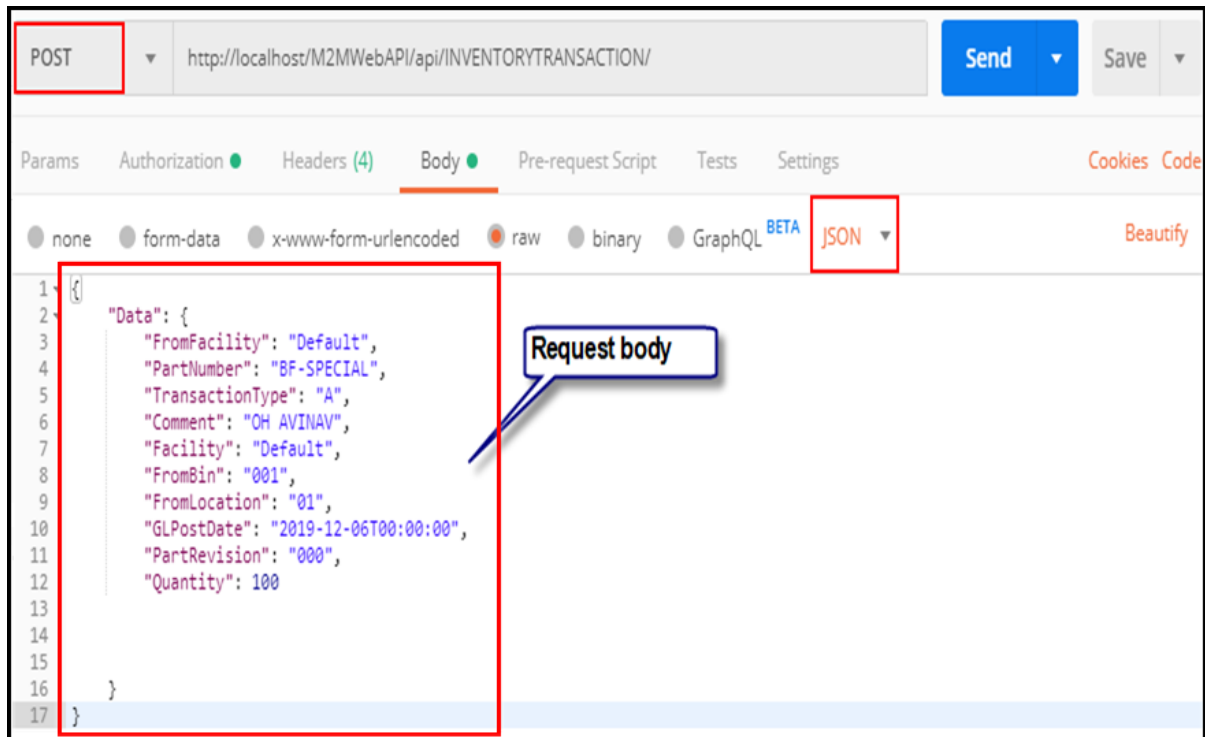 POST http://localhost/M2MWebAPI/api/INVENTORYTRANSACTION/ Send Save
Params Authorization Headers (4) Body Pre-request Script Tests Settings Cookies Code
none form-data x-www-form-urlencoded raw binary GraphQL BETA JSON Beautify
1 {
2 "Data": {
3 "FromFacility": "Default",
4 "PartNumber": "BF-SPECIAL",
5 "TransactionType": "A",
6 "Comment": "OH AVINAV",
7 "Facility": "Default",
8 "FromBin": "001",
9 "FromLocation": "01",
10 "GLPostDate": "2019-12-06T00:00:00",
11 "PartRevision": "000",
12 "Quantity": 100
13
14
15
16 }
17 }
Request body